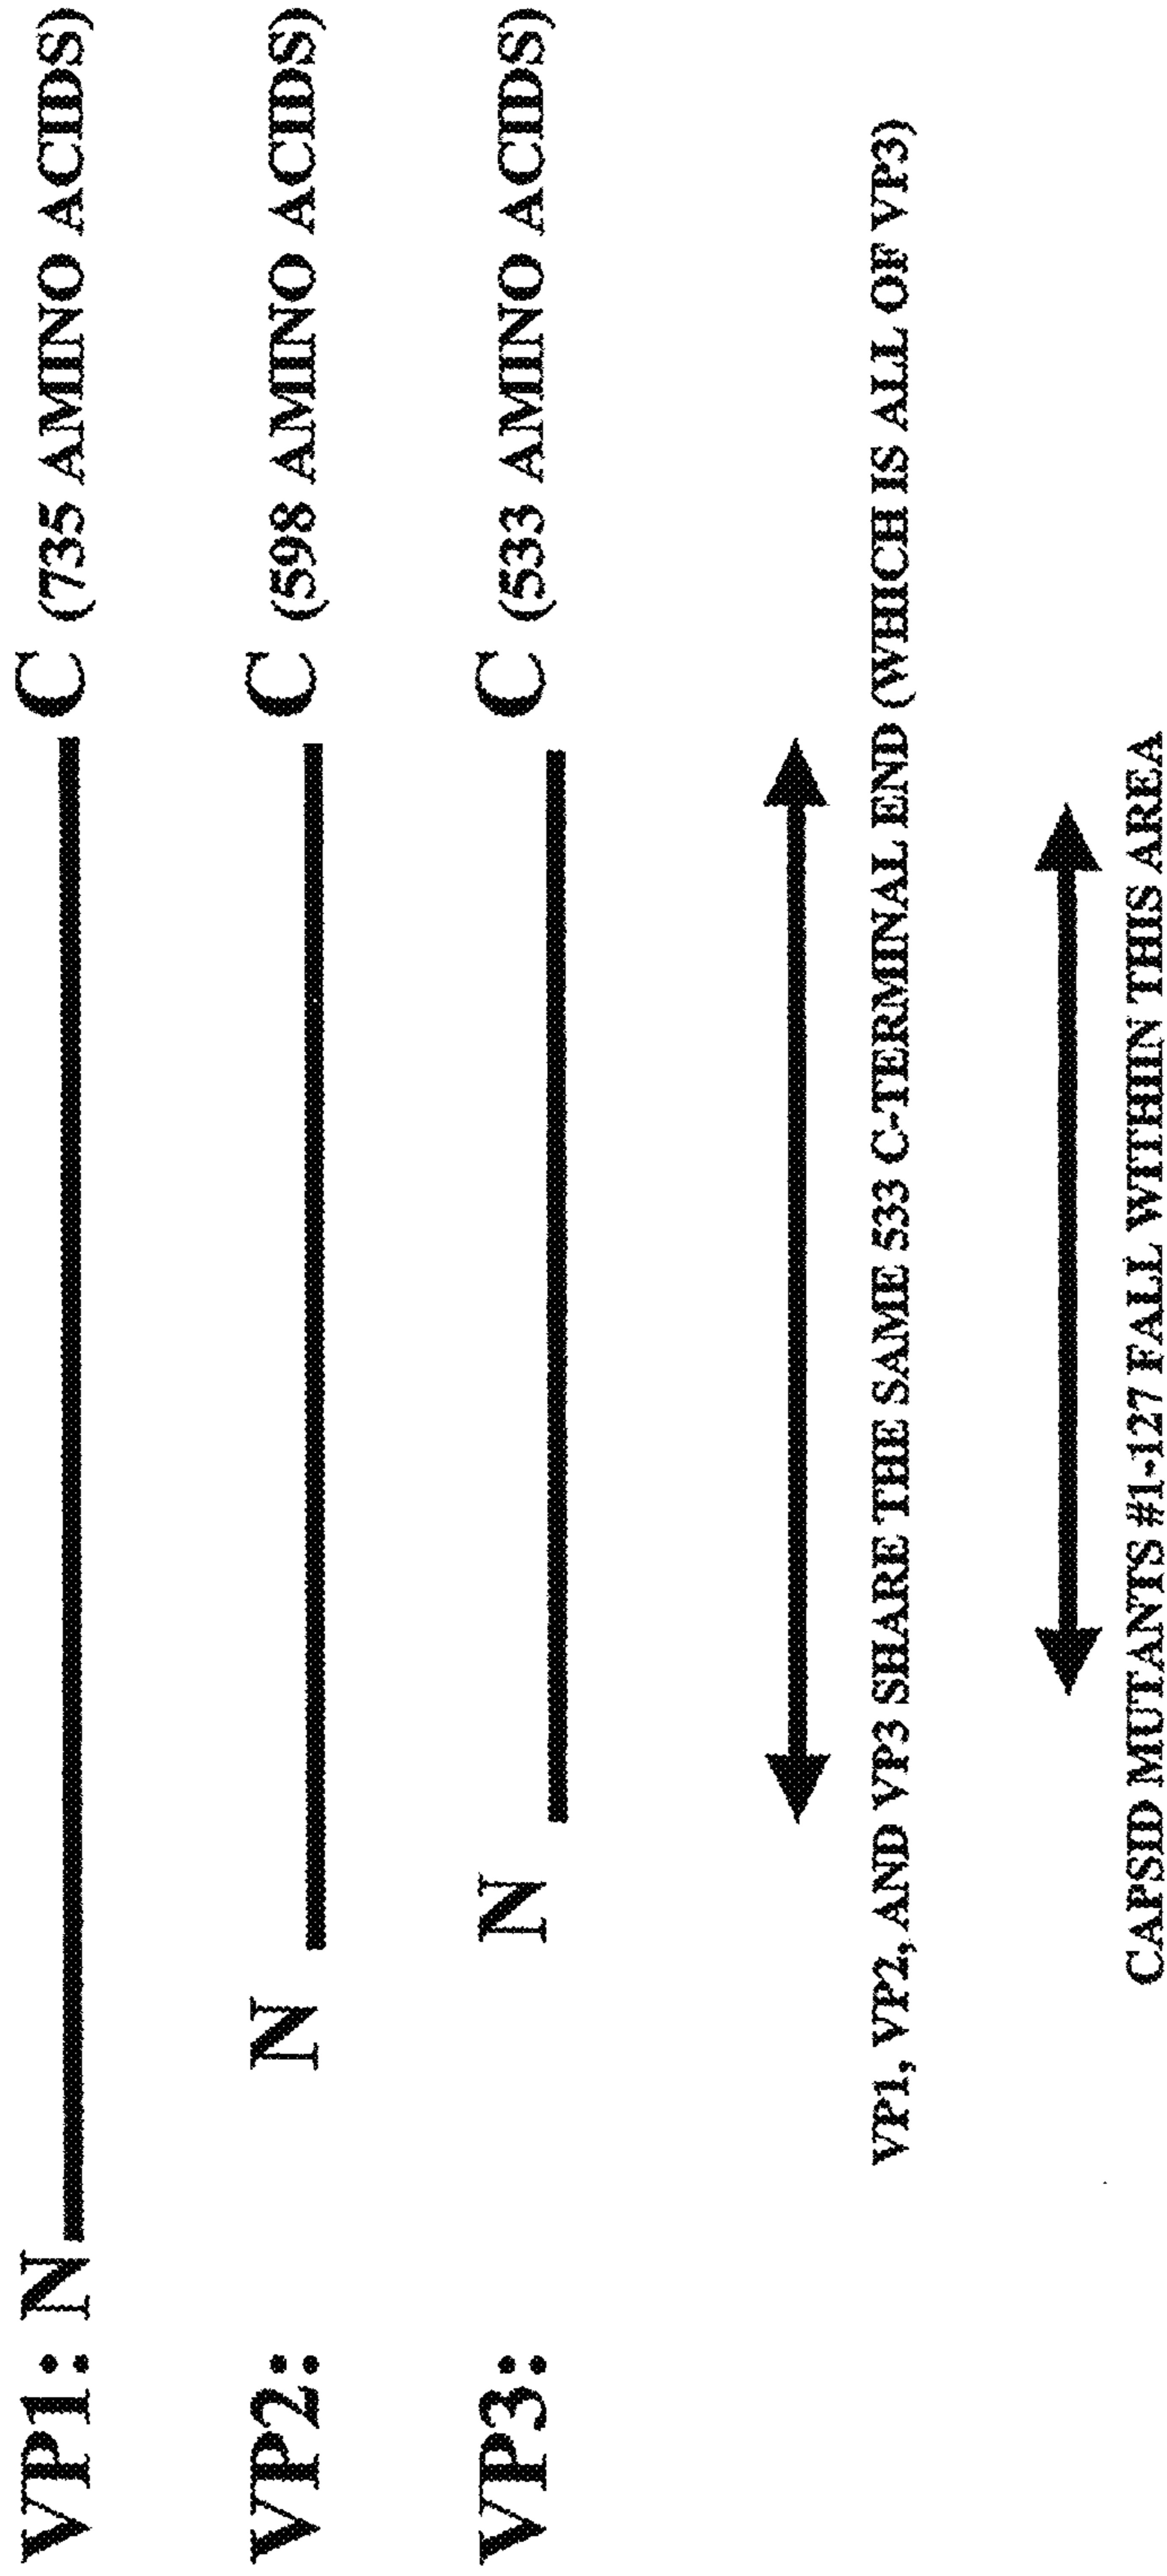 VP1: N C (735 AMINO ACIDS)
VP2: N C (598 AMINO ACIDS)
VP3: N C (533 AMINO ACIDS)
VP1, VP2, AND VP3 SHARE THE SAME 533 C-TERMINAL END (WHICH IS ALL OF VP3)
CAPSID MUTANTS #1-127 FALL WITHIN THIS AREA